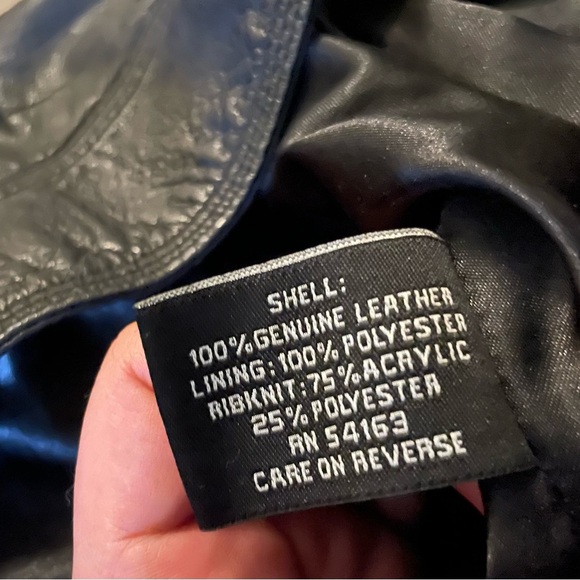 SHELL:
100%GENUINE LEATHER
LINING:100%POLYESTER
RIBKNIT:75%ACRYLIC
25%POLYESTER
RN 54163
CARE ON REVERSE